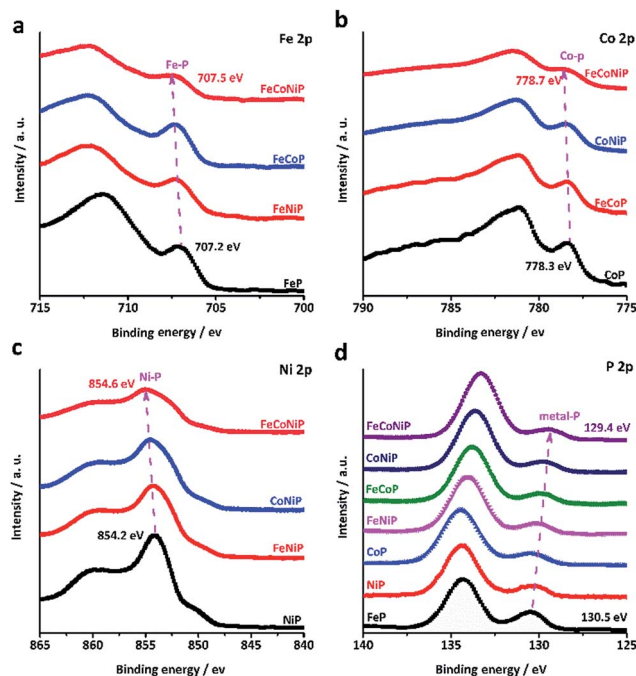 a
Fe 2p
Fe-P
707.5 eV
FeCoNiP
FeCoP
FeNiP
707.2 eV
FeP
Intensity / a. u.
715 710 705 700
Binding energy / ev
b
Co 2p
Co-p
778.7 eV
FeCoNiP
CoNiP
FeCoP
778.3 eV
CoP
Intensity / a. u.
790 785 780 775
Binding energy / ev
c
Ni 2p
Ni-P
854.6 eV
FeCoNiP
CoNiP
FeNiP
854.2 eV
NiP
Intensity / a. u.
865 860 855 850 845 840
Binding energy / ev
d
P 2p
metal-P
FeCoNiP
129.4 eV
CoNiP
FeCoP
FeNiP
CoP
NiP
FeP
130.5 eV
Intensity / a.u.
140 135 130 125
Binding energy / eV